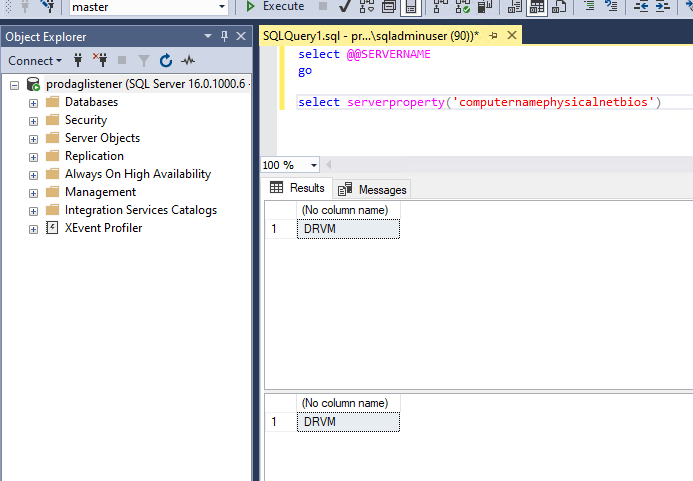 master
Execute
Object Explorer
Connect
prodaglistener (SQL Server 16.0.1000.6 -
Databases
Security
Server Objects
Replication
Always On High Availability
Management
Integration Services Catalogs
XEvent Profiler
SQLQuery1.sql - pr...\sqladminuser (90))*
select @@SERVERNAME
go
select serverproperty('computernamephysicalnetbios')
100 %
Results
Messages
(No column name)
1 DRVM
(No column name)
1 DRVM